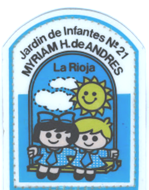 Jardin de Infantes Nº 21
MYRIAM H. de ANDRES
La Rioja